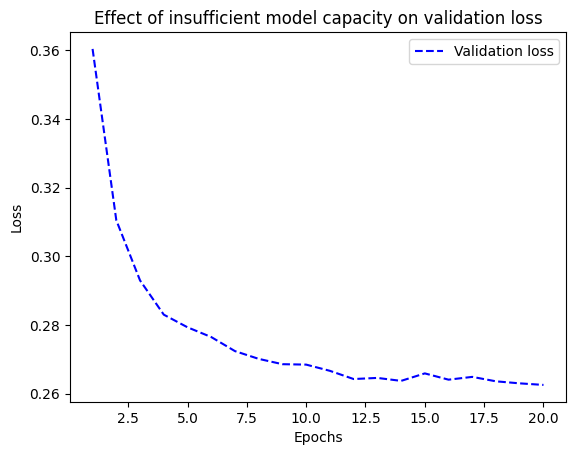 Effect of insufficient model capacity on validation loss
Validation loss
Loss
0.36
0.34
0.32
0.30
0.28
0.26
2.5 5.0 7.5 10.0 12.5 15.0 17.5 20.0
Epochs